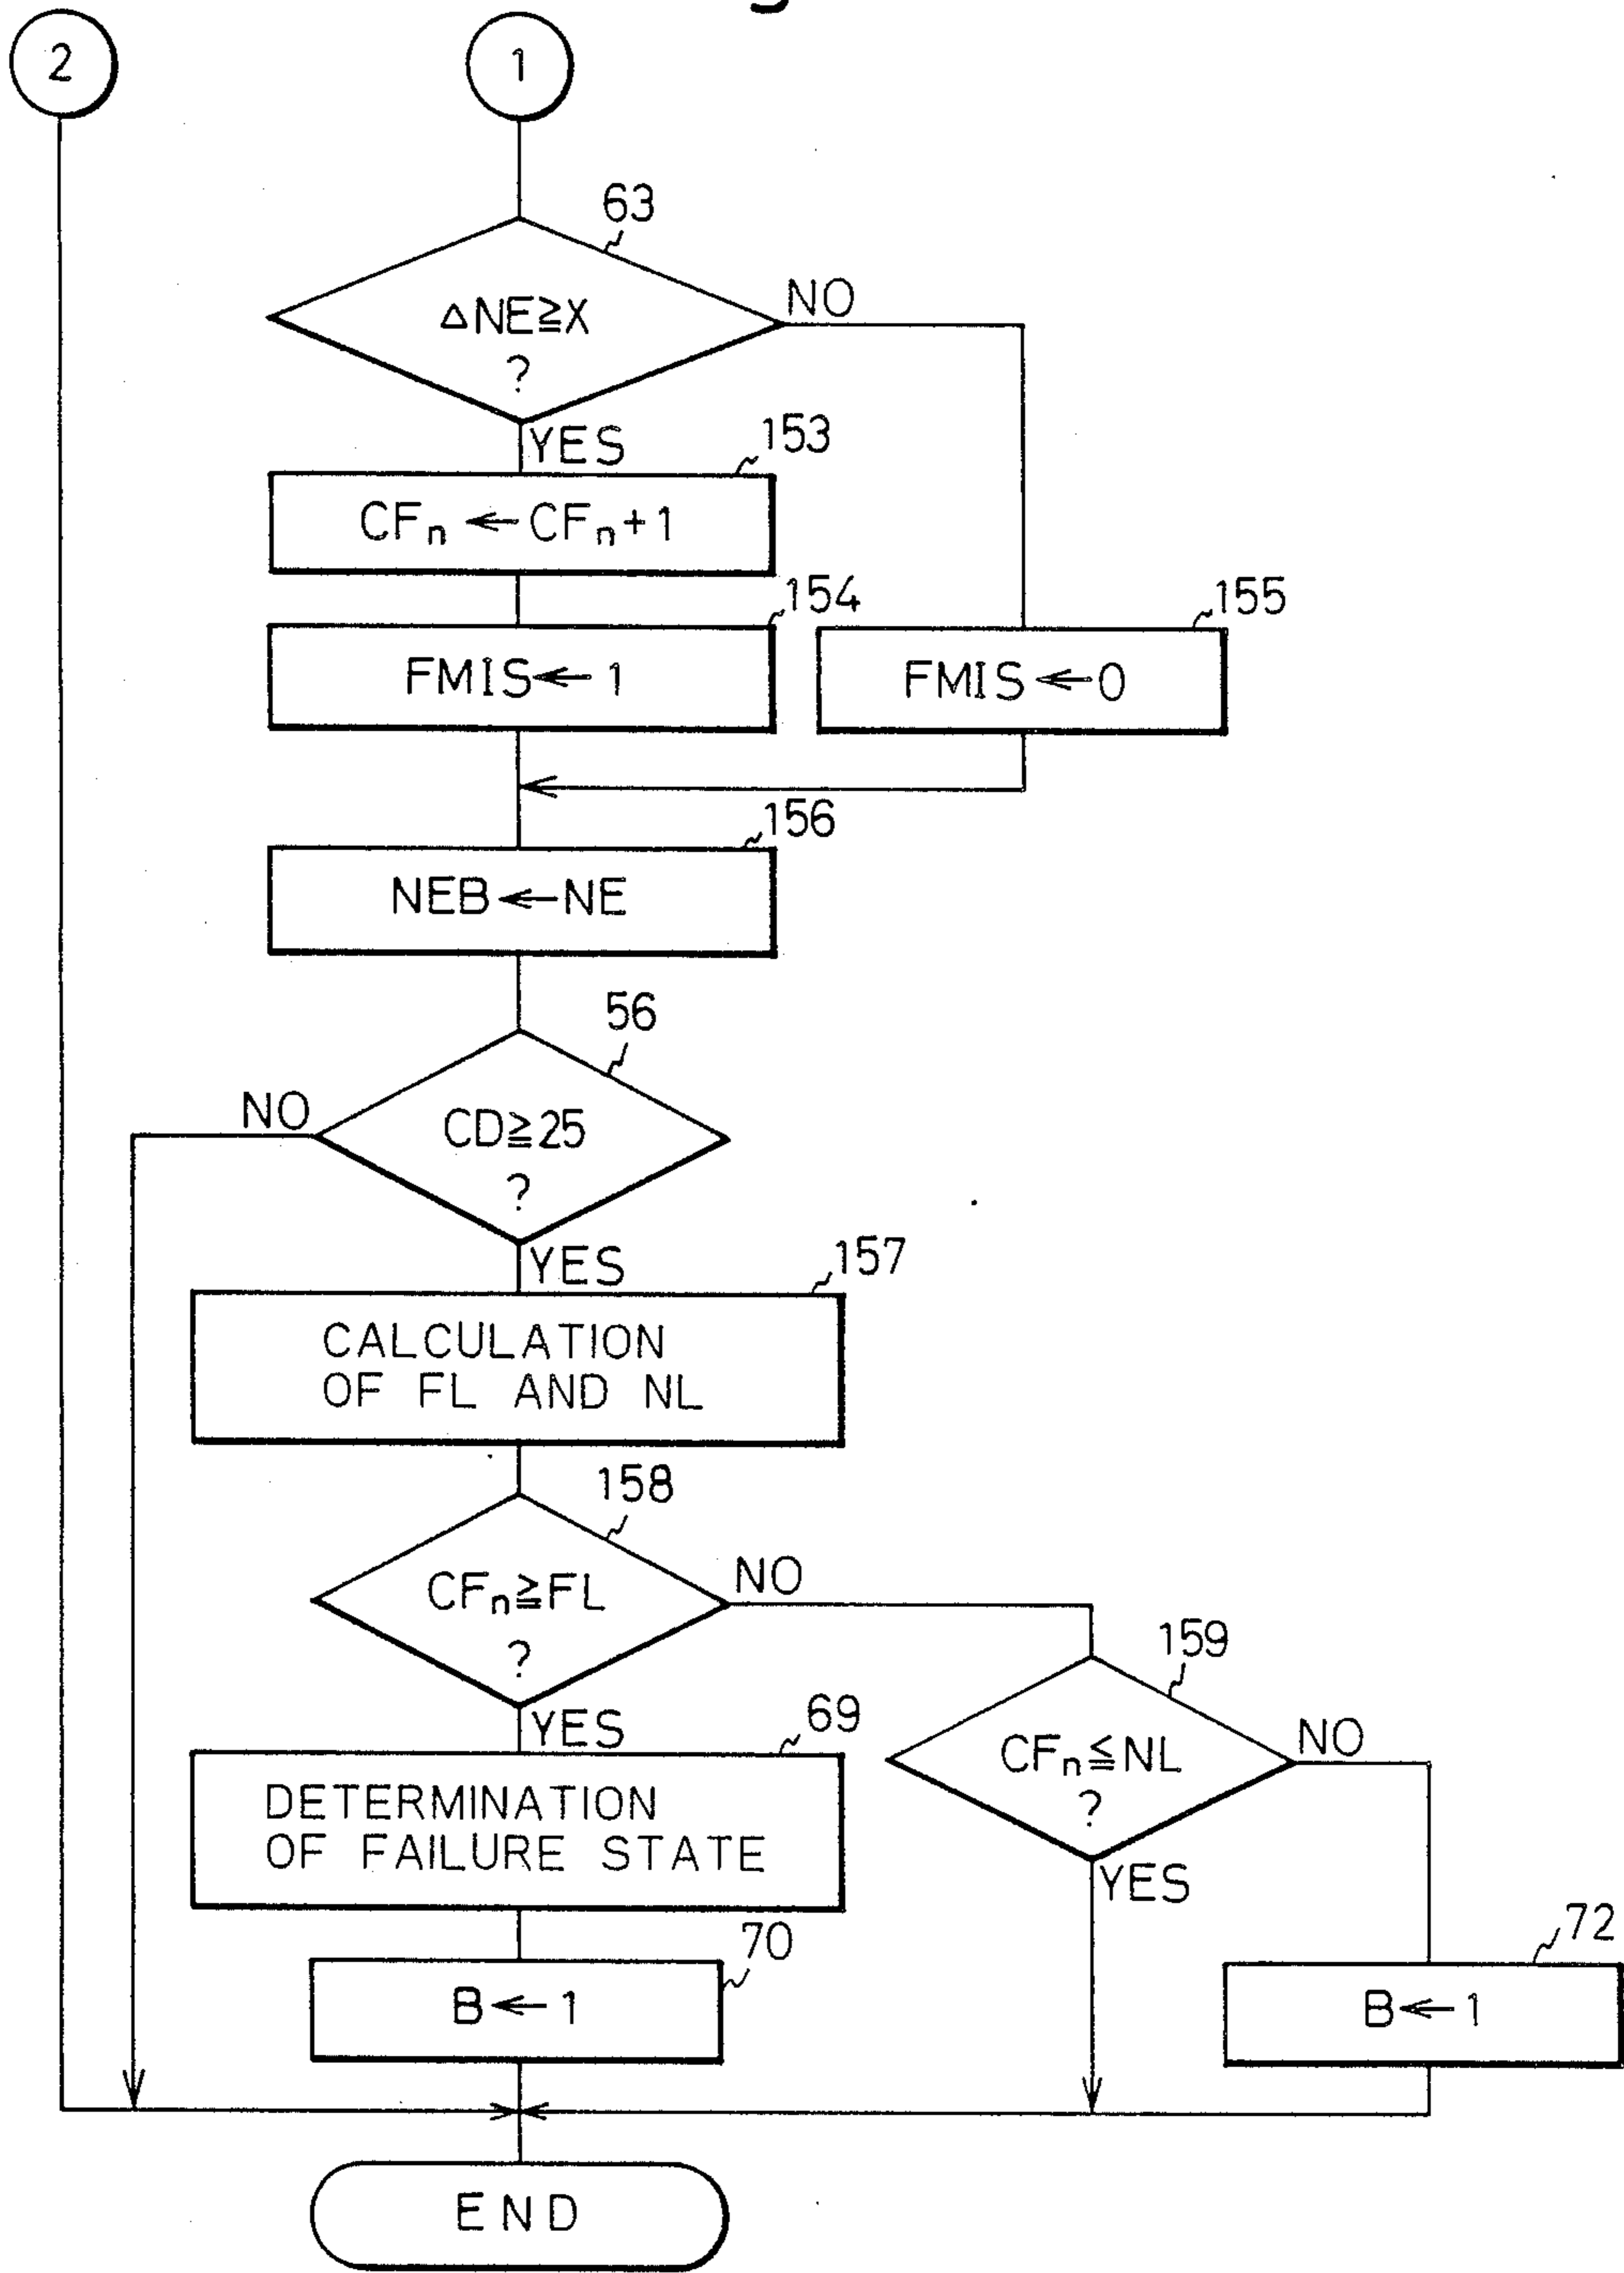 2
1
63
ΔNE≧X
?
NO
YES
153
CFn ← CFn+1
154
FMIS←1
155
FMIS←0
156
NEB←NE
56
CD≧25
?
NO
YES
157
CALCULATION
OF FL AND NL
158
CFn≧FL
?
NO
YES
159
CFn≦NL
?
NO
YES
69
DETERMINATION
OF FAILURE STATE
70
B←1
72
B←1
END